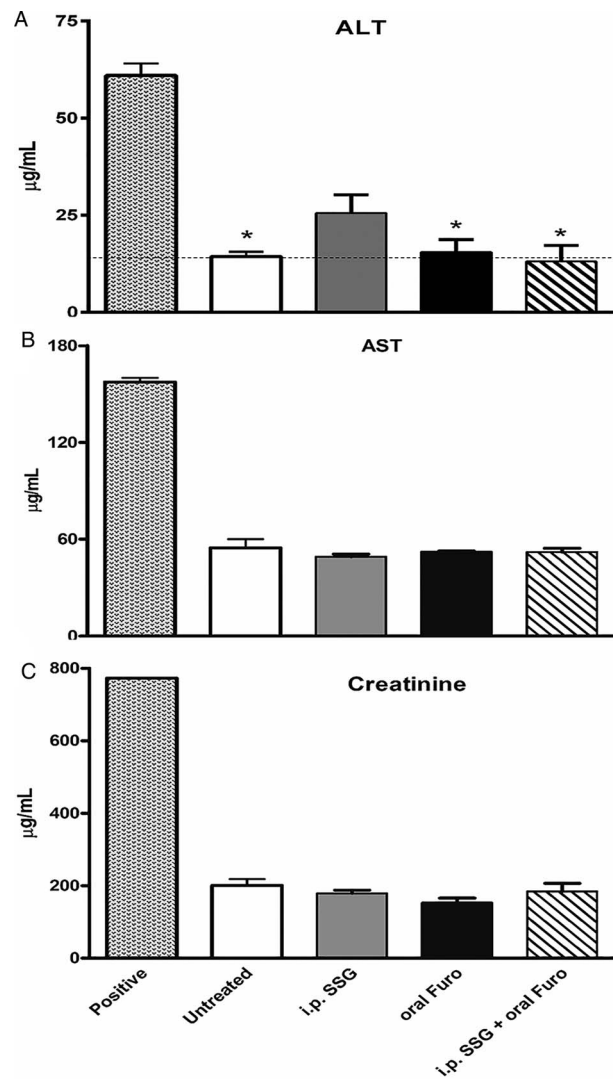 A
ALT
75
50
25
0
µg/mL
*
*
*
B
AST
180
120
60
0
µg/mL
C
Creatinine
800
600
400
200
0
µg/mL
Positive
Untreated
i.p. SSG
oral Furo
i.p. SSG + oral Furo